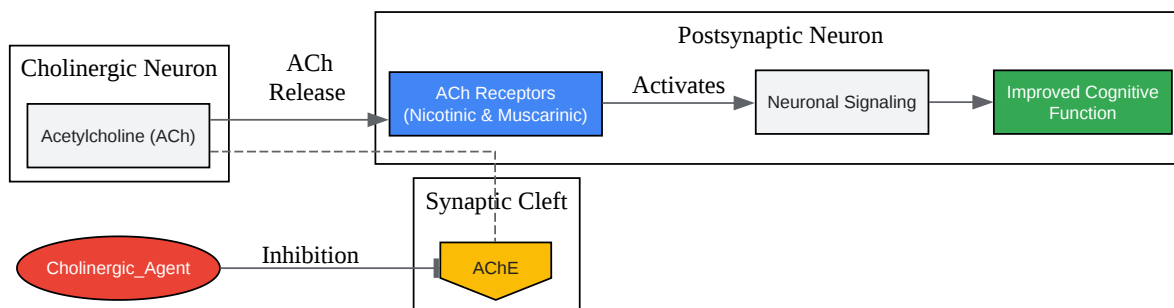 Cholinergic Neuron
Acetylcholine (ACh)
ACh
Release
Postsynaptic Neuron
ACh Receptors
(Nicotinic & Muscarinic)
Activates
Neuronal Signaling
Improved Cognitive
Function
Synaptic Cleft
AChE
Cholinergic_Agent
Inhibition